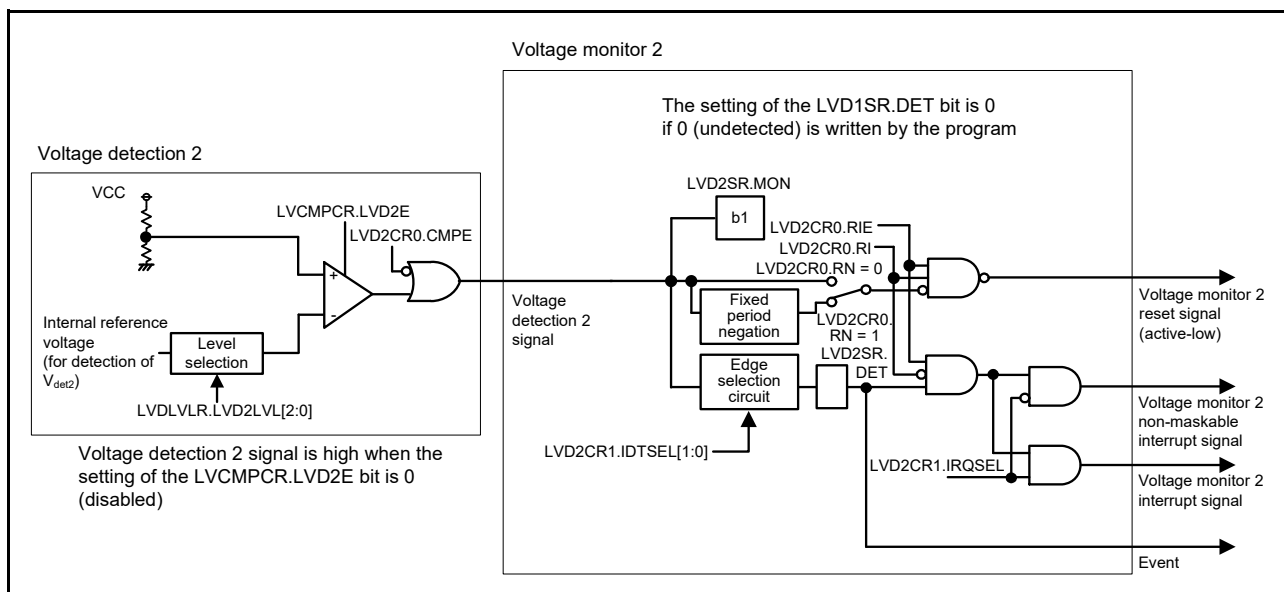 Voltage monitor 2
The setting of the LVD1SR.DET bit is 0
if 0 (undetected) is written by the program
Voltage detection 2
VCC
LVCMPCR.LVD2E
LVD2CR0.CMPE
+
-
Internal reference
voltage
(for detection of
Vdet2)
Level
selection
LVDLVLR.LVD2LVL[2:0]
Voltage detection 2 signal is high when the
setting of the LVCMPCR.LVD2E bit is 0
(disabled)
Voltage
detection 2
signal
LVD2SR.MON
b1
LVD2CR0.RIE
LVD2CR0.RI
LVD2CR0.RN = 0
Fixed
period
negation
LVD2CR0.
RN = 1
LVD2SR.
DET
Edge
selection
circuit
LVD2CR1.IDTSEL[1:0]
LVD2CR1.IRQSEL
Voltage monitor 2
reset signal
(active-low)
Voltage monitor 2
non-maskable
interrupt signal
Voltage monitor 2
interrupt signal
Event